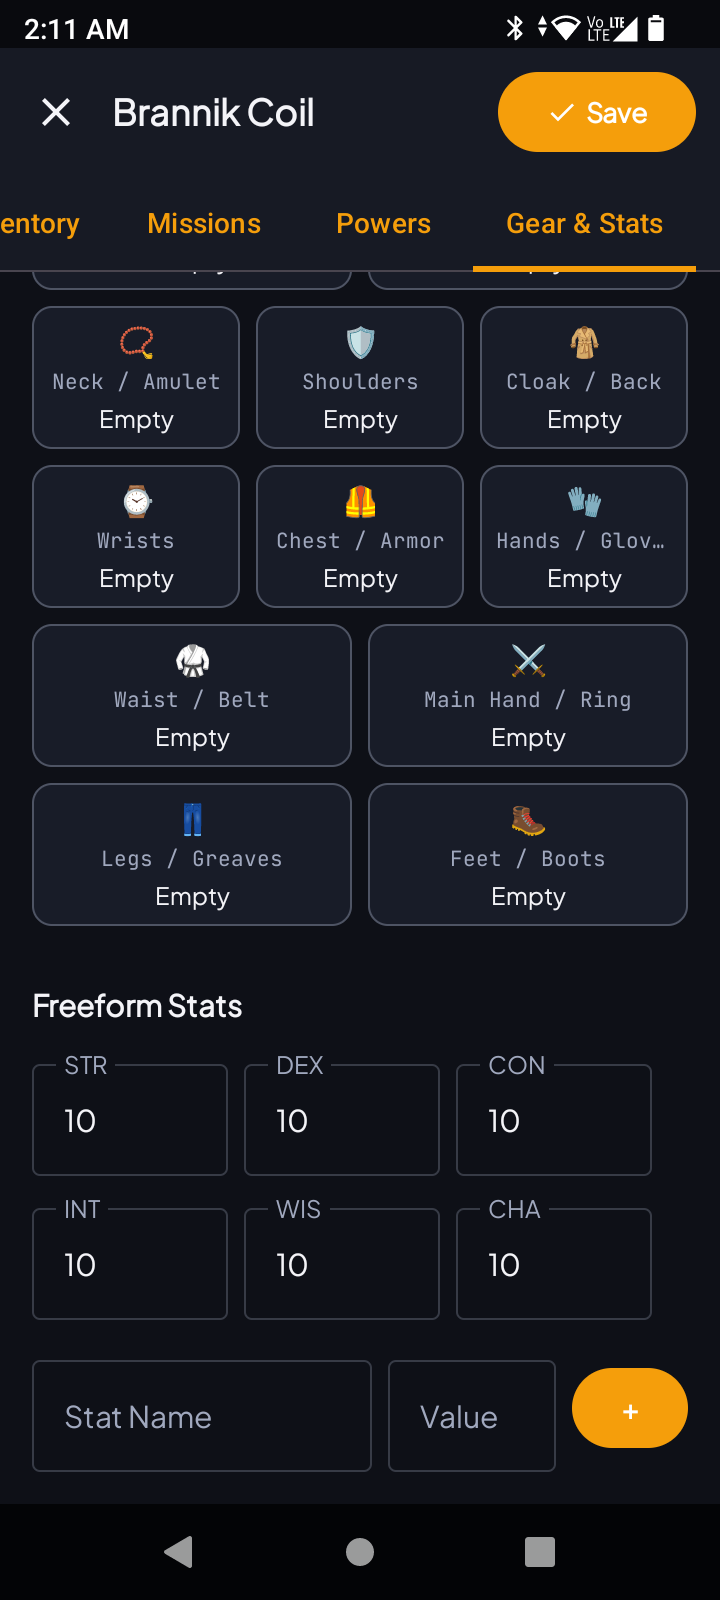 2:11 AM
Vo LTE
LTE
Brannik Coil
Save
entory Missions Powers Gear & Stats
Neck / Amulet Shoulders Cloak / Back
Empty Empty Empty
Wrists Chest / Armor Hands / Glov…
Empty Empty Empty
Waist / Belt Main Hand / Ring
Empty Empty
Legs / Greaves Feet / Boots
Empty Empty
Freeform Stats
STR DEX CON
10 10 10
INT WIS CHA
10 10 10
Stat Name Value +